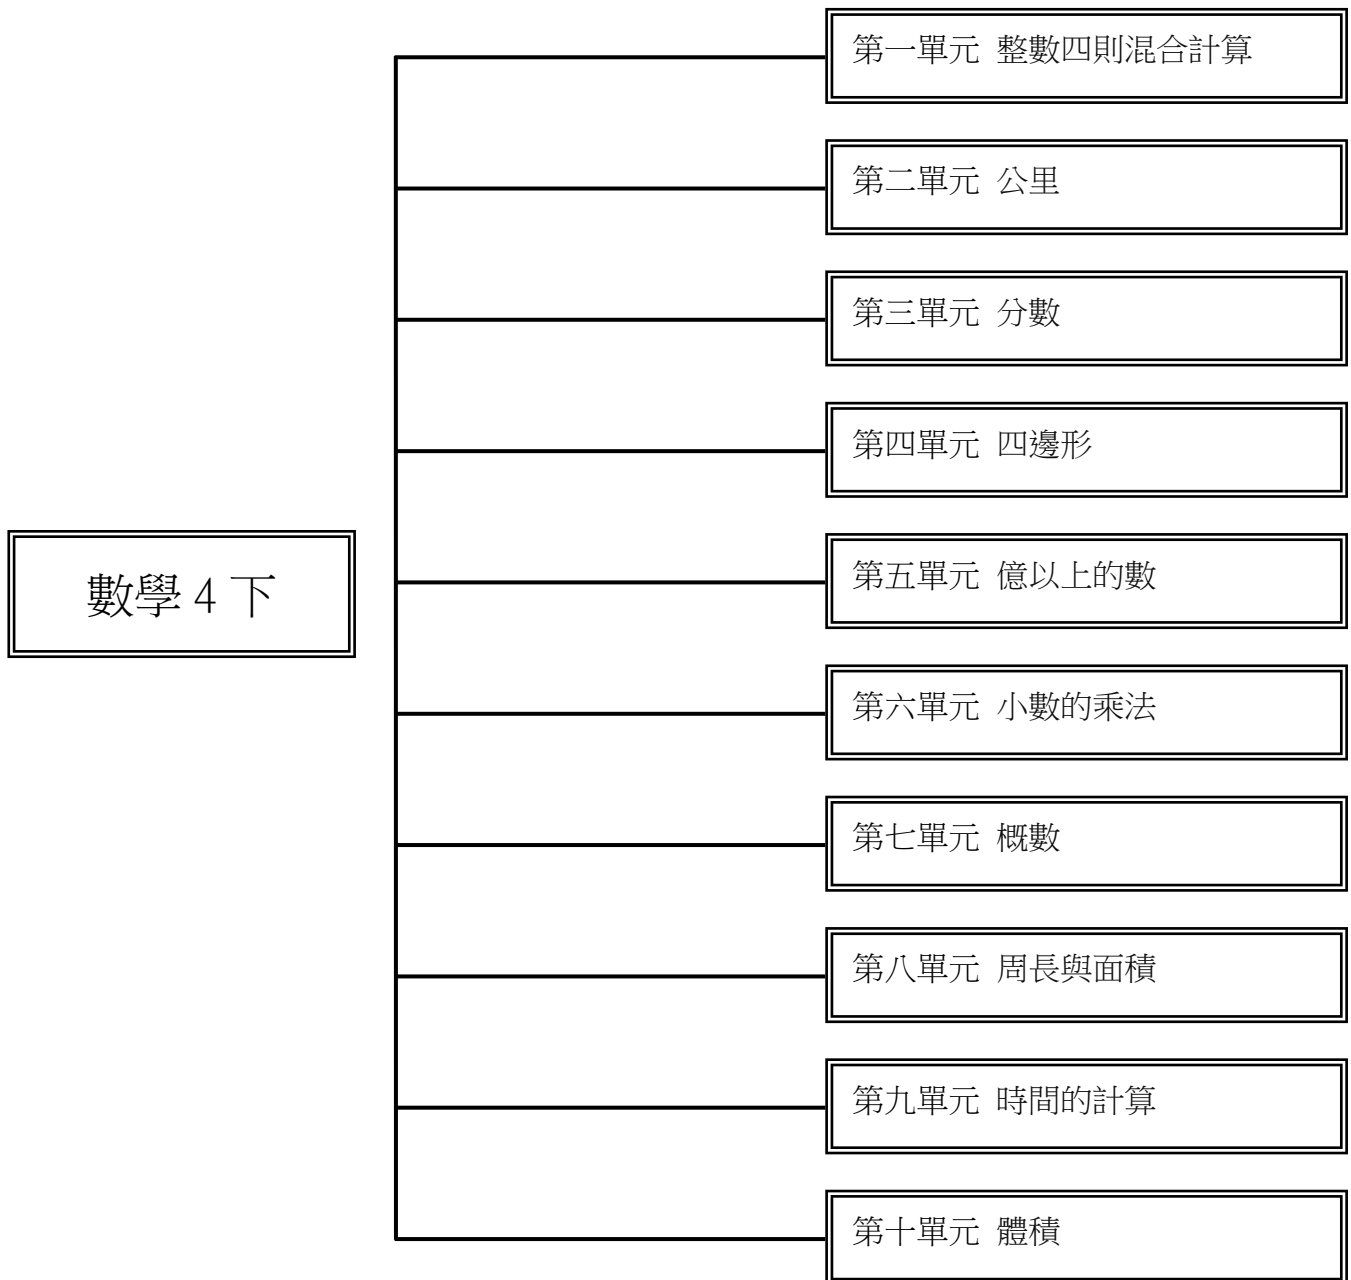 第一單元 整數四則混合計算
第二單元 公里
第三單元 分數
第四單元 四邊形
數學 4 下
第五單元 億以上的數
第六單元 小數的乘法
第七單元 概數
第八單元 周長與面積
第九單元 時間的計算
第十單元 體積